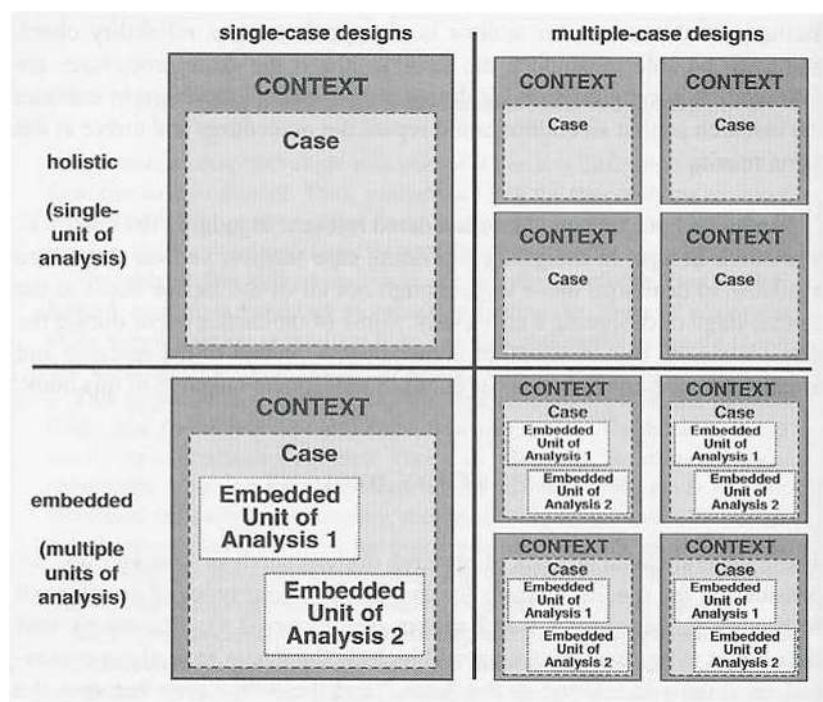 single-case designs
multiple-case designs
holistic
(single-
unit of
analysis)
CONTEXT
Case
CONTEXT
Case
CONTEXT
Case
CONTEXT
Case
CONTEXT
Case
embedded
(multiple
units of
analysis)
CONTEXT
Case
Embedded
Unit of
Analysis 1
Embedded
Unit of
Analysis 2
CONTEXT
Case
Embedded
Unit of
Analysis 1
Embedded
Unit of
Analysis 2
CONTEXT
Case
Embedded
Unit of
Analysis 1
Embedded
Unit of
Analysis 2
CONTEXT
Case
Embedded
Unit of
Analysis 1
Embedded
Unit of
Analysis 2
CONTEXT
Case
Embedded
Unit of
Analysis 1
Embedded
Unit of
Analysis 2